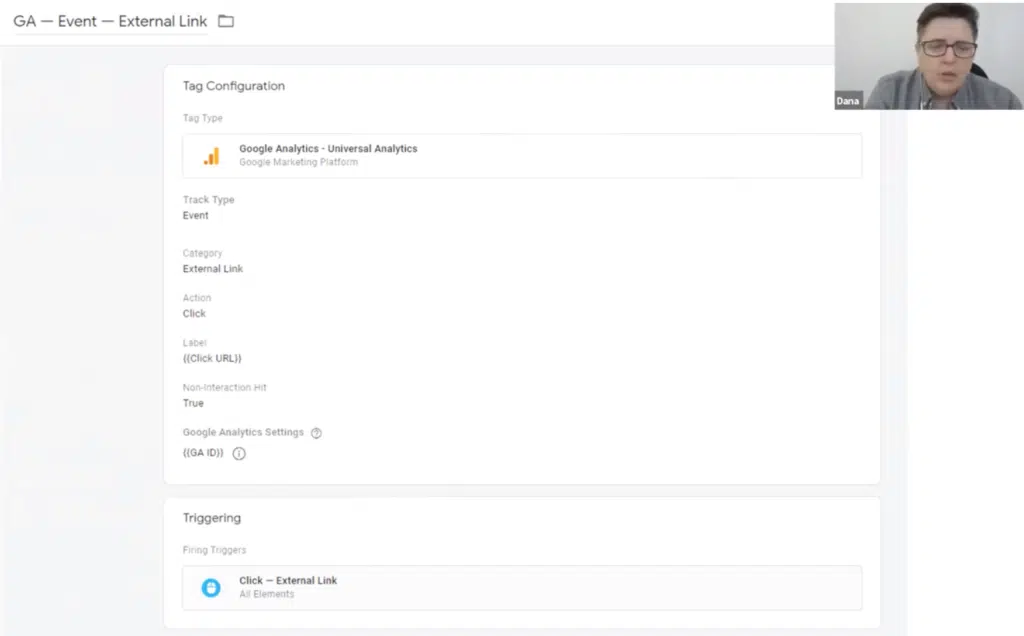 GA — Event — External Link
Dana
Tag Configuration
Tag Type
Google Analytics - Universal Analytics
Google Marketing Platform
Track Type
Event
Category
External Link
Action
Click
Label
{{Click URL}}
Non-Interaction Hit
True
Google Analytics Settings
{{GA ID}}
Triggering
Firing Triggers
Click — External Link
All Elements